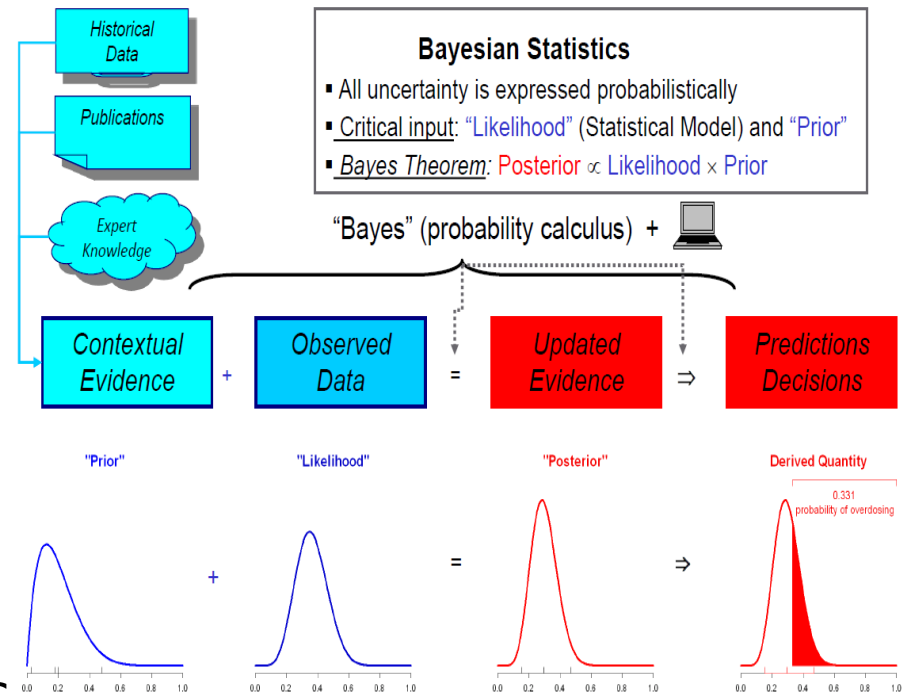 Historical
Data
Publications
Expert
Knowledge
Bayesian Statistics
▪ All uncertainty is expressed probabilistically
▪ Critical input: “Likelihood” (Statistical Model) and “Prior”
▪ Bayes Theorem: Posterior ∝ Likelihood × Prior
“Bayes” (probability calculus) +
Contextual
Evidence
+
Observed
Data
=
Updated
Evidence
⇒
Predictions
Decisions
"Prior"
"Likelihood"
"Posterior"
Derived Quantity
0.331
probability of overdosing
+
=
⇒
0.0 0.2 0.4 0.6 0.8 1.0
0.0 0.2 0.4 0.6 0.8 1.0
0.0 0.2 0.4 0.6 0.8 1.0
0.0 0.2 0.4 0.6 0.8 1.0